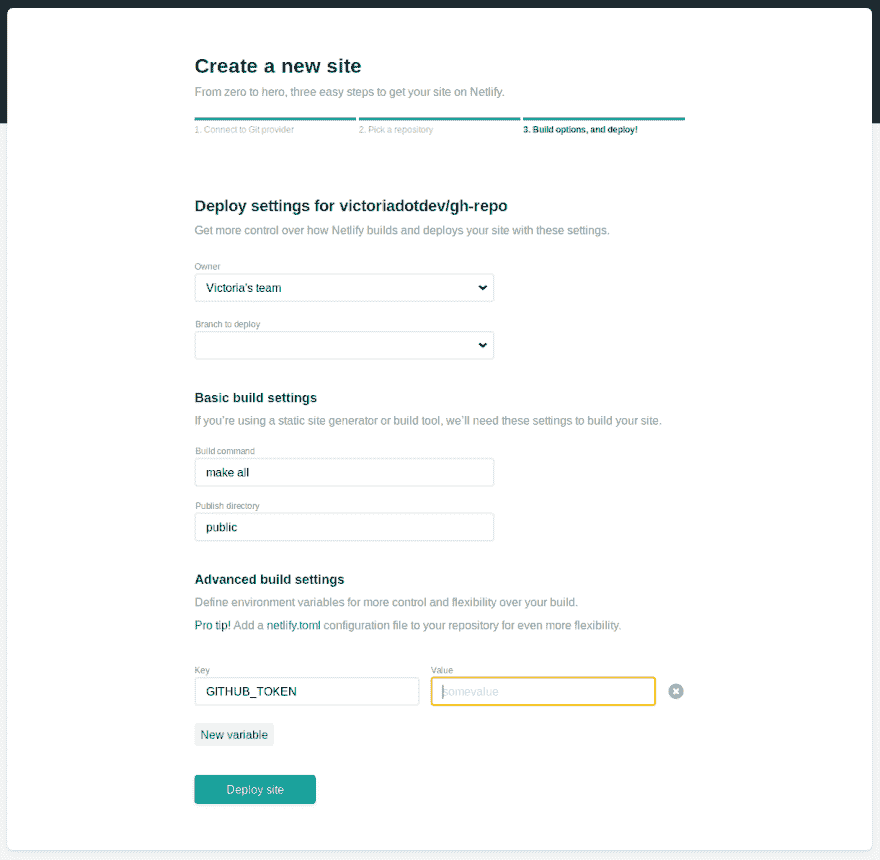 Create a new site
From zero to hero, three easy steps to get your site on Netlify.
1. Connect to Git provider
2. Pick a repository
3. Build options, and deploy!
Deploy settings for victoriadotdev/gh-repo
Get more control over how Netlify builds and deploys your site with these settings.
Owner
Victoria's team
Branch to deploy
Basic build settings
If you're using a static site generator or build tool, we'll need these settings to build your site.
Build command
make all
Publish directory
public
Advanced build settings
Define environment variables for more control and flexibility over your build.
Pro tip! Add a netlify.toml configuration file to your repository for even more flexibility.
Key
Value
GITHUB_TOKEN
somevalue
New variable
Deploy site